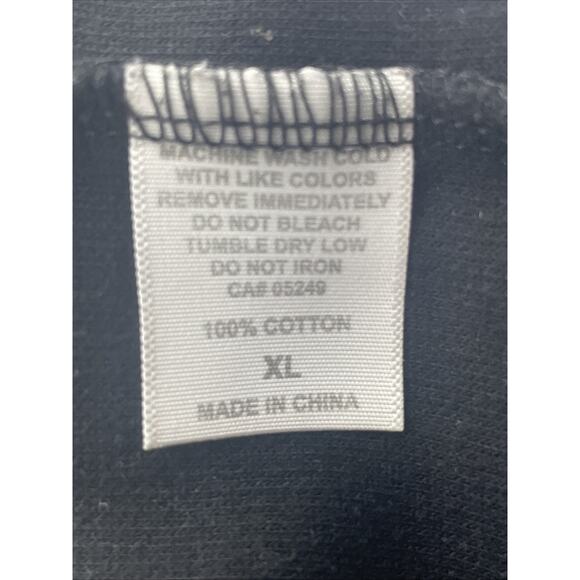 MACHINE WASH COLD
WITH LIKE COLORS
REMOVE IMMEDIATELY
DO NOT BLEACH
TUMBLE DRY LOW
DO NOT IRON
CA# 05249
100% COTTON
XL
MADE IN CHINA